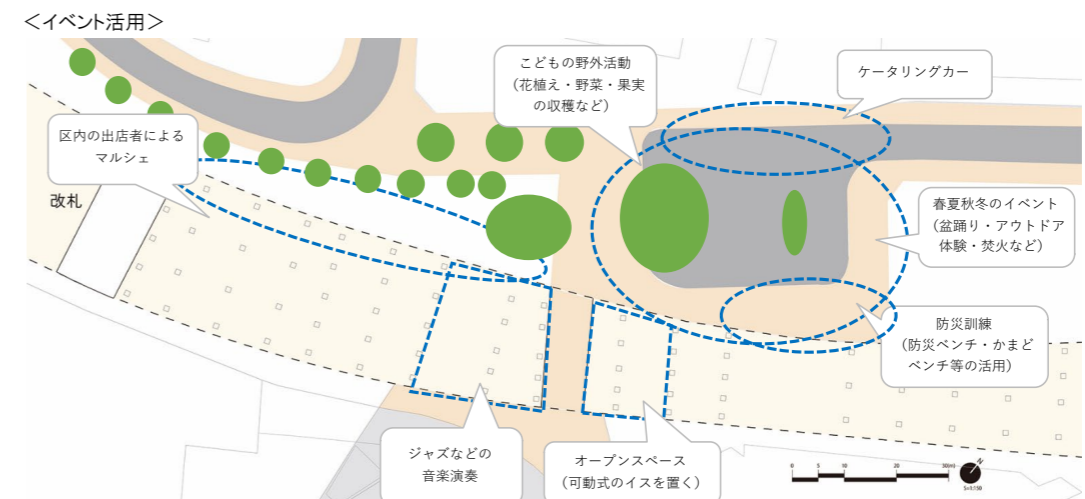 ＜イベント活用＞
こどもの野外活動
（花植え・野菜・果実
の収穫など）
ケータリングカー
区内の出店者による
マルシェ
改札
春夏秋冬のイベント
（盆踊り・アウトドア
体験・焚火など）
防災訓練
（防災ベンチ・かまど
ベンチ等の活用）
ジャズなどの
音楽演奏
オープンスペース
（可動式のイスを置く）
0 5 10 20 30(m)
N